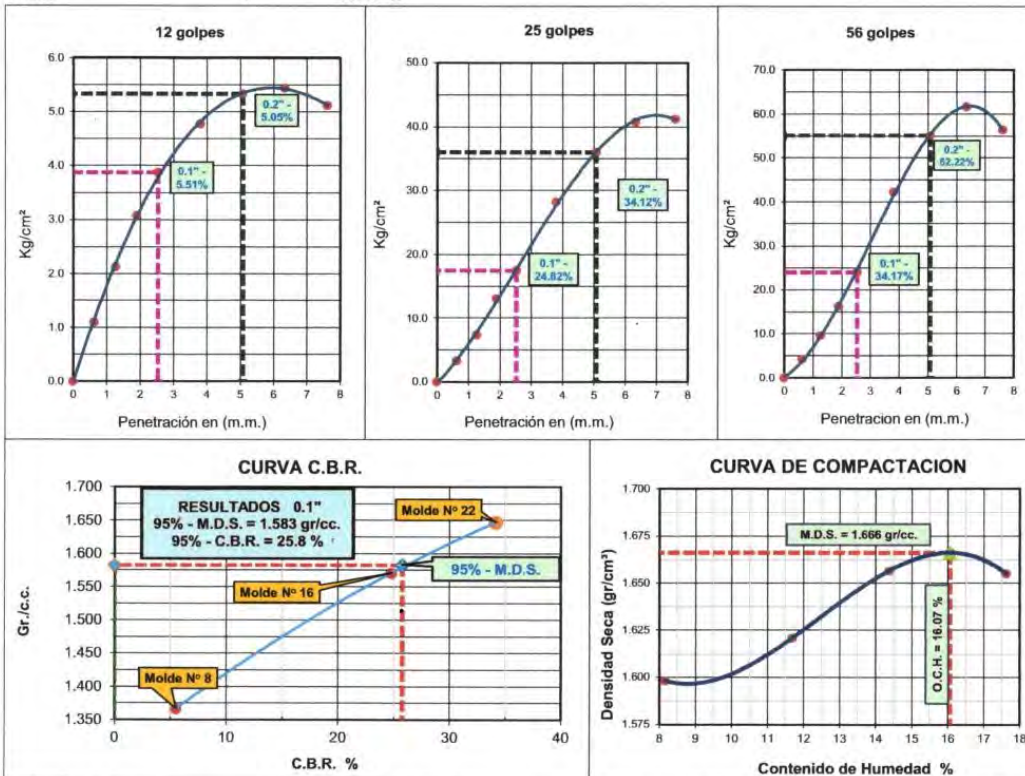 12 golpes
6.0
5.0
4.0
3.0
2.0
1.0
0.0
Kg/cm²
0.2" -
5.05%
0.1" -
5.51%
0 1 2 3 4 5 6 7 8
Penetración en (m.m.)
25 golpes
50.0
40.0
30.0
20.0
10.0
0.0
Kg/cm²
0.2" -
34.12%
0.1" -
24.82%
0 1 2 3 4 5 6 7 8
Penetración en (m.m.)
56 golpes
70.0
60.0
50.0
40.0
30.0
20.0
10.0
0.0
Kg/cm²
0.2" -
52.22%
0.1" -
34.17%
0 1 2 3 4 5 6 7 8
Penetracion en (m.m.)
CURVA C.B.R.
1.700
1.650
1.600
1.550
1.500
1.450
1.400
1.350
Gr./c.c.
RESULTADOS 0.1"
95% - M.D.S. = 1.583 gr/cc.
95% - C.B.R. = 25.8 %
Molde Nº 22
95% - M.D.S.
Molde Nº 16
Molde Nº 8
0 10 20 30 40
C.B.R. %
CURVA DE COMPACTACION
1.700
1.675
1.650
1.625
1.600
1.575
Densidad Seca (gr/cm³)
M.D.S. = 1.666 gr/cc.
O.C.H. = 16.07 %
8 9 10 11 12 13 14 15 16 17 18
Contenido de Humedad %